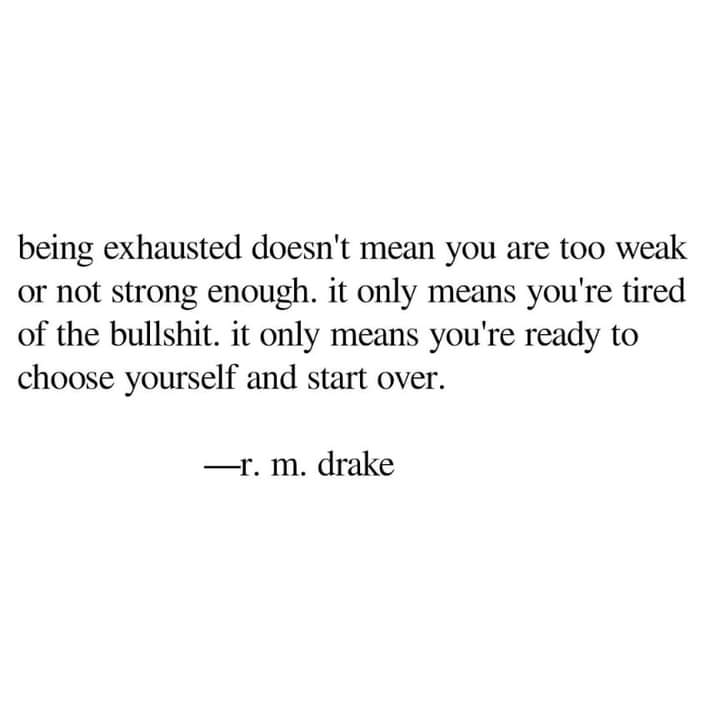 being exhausted doesn't mean you are too weak
or not strong enough. it only means you're tired
of the bullshit. it only means you're ready to
choose yourself and start over.
—r. m. drake